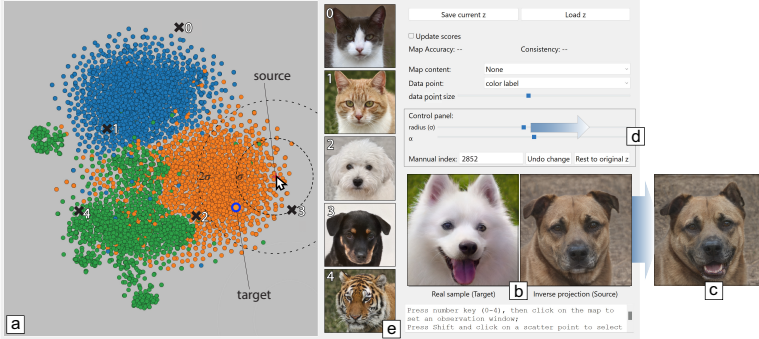 0
source
1
2σ
σ
4
2
3
target
a
0
1
2
3
4
e
Save current z
Load z
Update scores
Map Accuracy: --
Consistency: --
Map content:
None
Data point:
color label
data point size
Control panel:
radius (σ)
α
d
Mannual index:
2852
Undo change
Rest to original z
b
c
Real sample (Target)
Inverse projection (Source)
Press number key (0-4), then click on the map to
set an observation window;
Press Shift and click on a scatter point to select